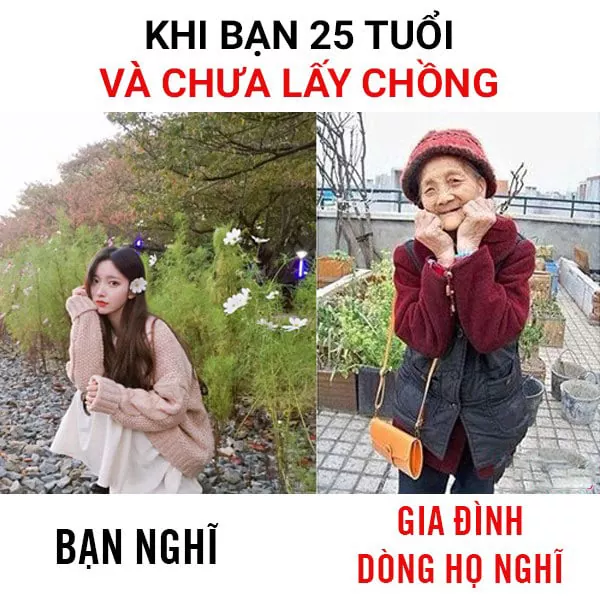 KHI BẠN 25 TUỔI
VÀ CHƯA LẤY CHỒNG
BẠN NGHĨ
GIA ĐÌNH
DÒNG HỌ NGHĨ